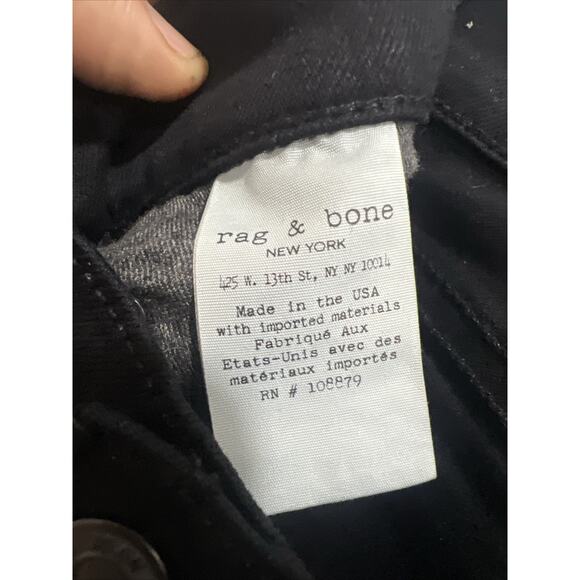 rag & bone
NEW YORK
425 W. 13th St, NY NY 10014
Made in the USA
with imported materials
Fabriqué Aux
Etats-Unis avec des
matériaux importés
RN # 108879